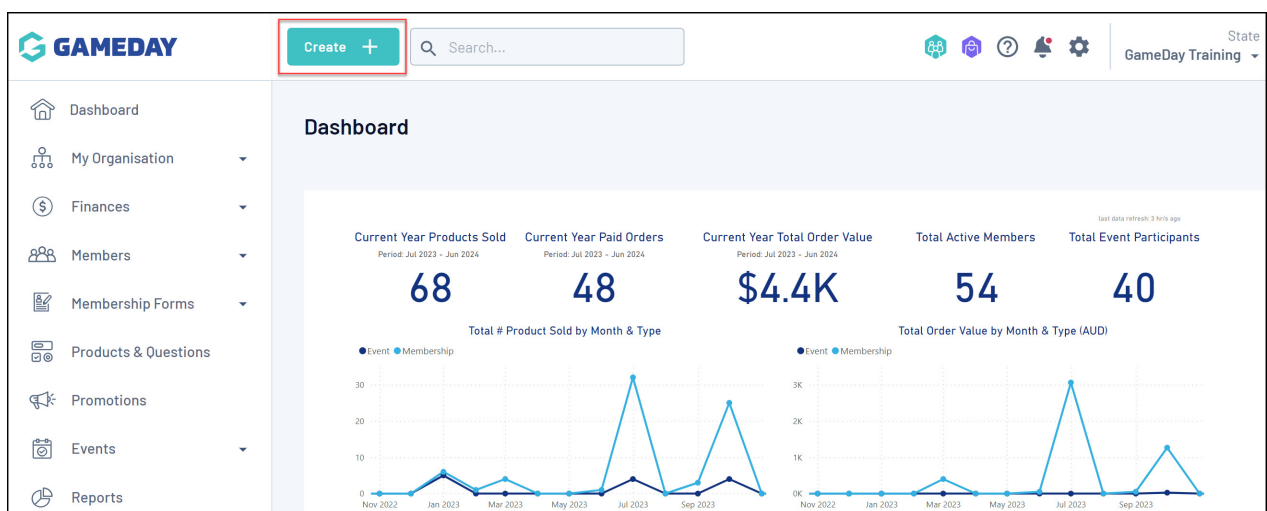 GAMEDAY
Create +
Search...
State
GameDay Training
Dashboard
My Organisation
Finances
Members
Membership Forms
Products & Questions
Promotions
Events
Reports
Dashboard
last data refresh: 3 hr/s ago
Current Year Products Sold
Period: Jul 2023 - Jun 2024
68
Current Year Paid Orders
Period: Jul 2023 - Jun 2024
48
Current Year Total Order Value
Period: Jul 2023 - Jun 2024
$4.4K
Total Active Members
54
Total Event Participants
40
Total # Product Sold by Month & Type
Event Membership
30
20
10
0
Nov 2022 Jan 2023 Mar 2023 May 2023 Jul 2023 Sep 2023
Total Order Value by Month & Type (AUD)
Event Membership
3K
2K
1K
0K
Nov 2022 Jan 2023 Mar 2023 May 2023 Jul 2023 Sep 2023